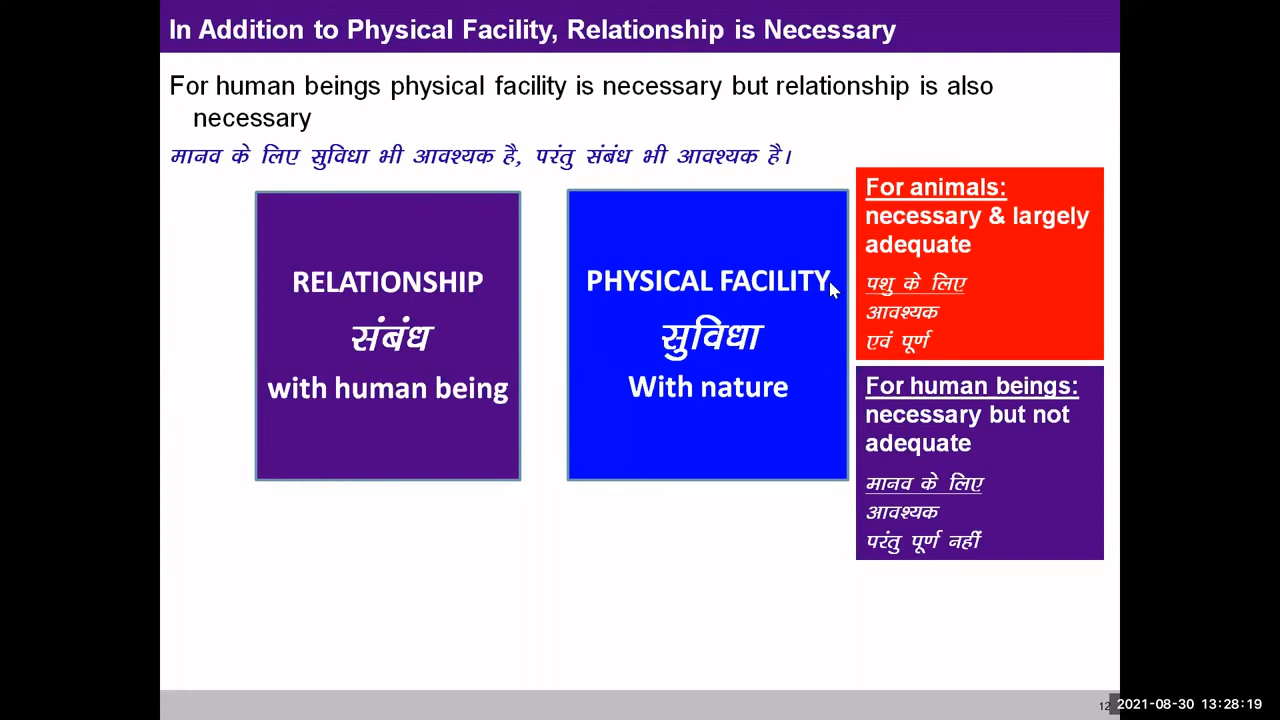 In Addition to Physical Facility, Relationship is Necessary
For human beings physical facility is necessary but relationship is also
necessary
मानव के लिए सुविधा भी आवश्यक है, परंतु संबंध भी आवश्यक है।
RELATIONSHIP
संबंध
with human being
PHYSICAL FACILITY
सुविधा
With nature
For animals:
necessary & largely
adequate
पशु के लिए
आवश्यक
एवं पूर्ण
For human beings:
necessary but not
adequate
मानव के लिए
आवश्यक
परंतु पूर्ण नहीं
12
2021-08-30 13:28:19